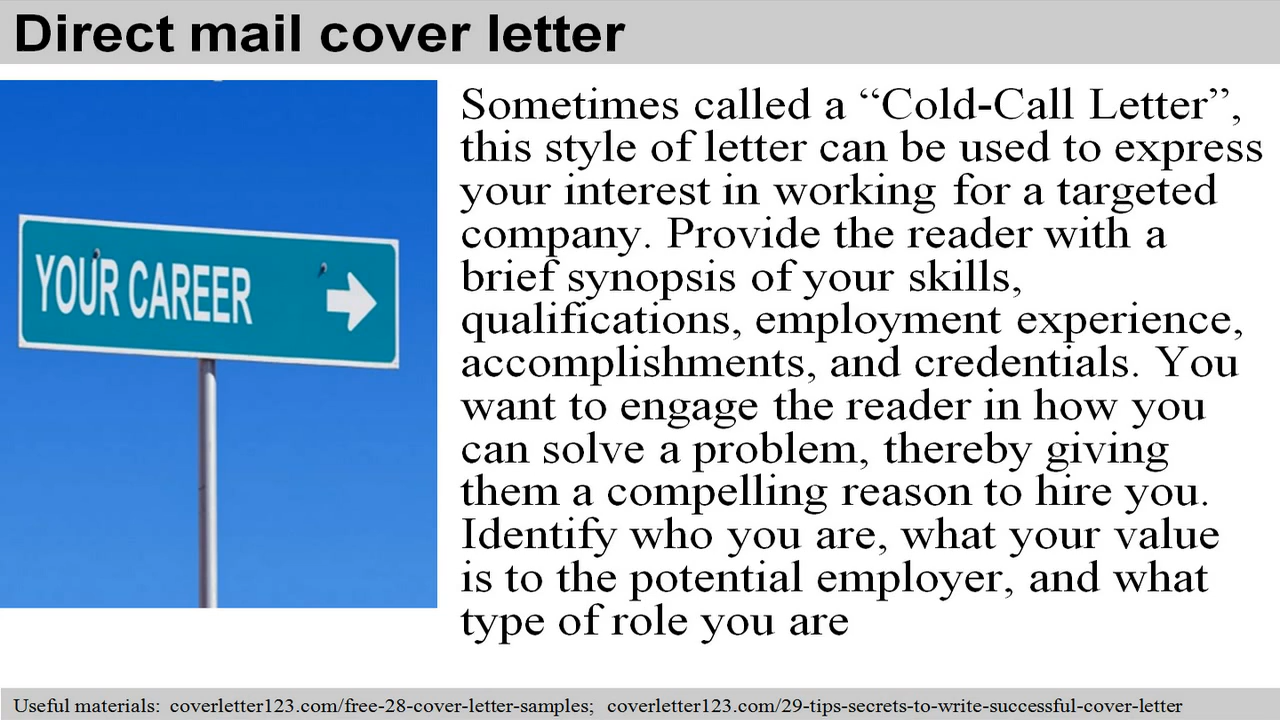 Direct mail cover letter
YOUR CAREER
Sometimes called a “Cold-Call Letter”,
this style of letter can be used to express
your interest in working for a targeted
company. Provide the reader with a
brief synopsis of your skills,
qualifications, employment experience,
accomplishments, and credentials. You
want to engage the reader in how you
can solve a problem, thereby giving
them a compelling reason to hire you.
Identify who you are, what your value
is to the potential employer, and what
type of role you are
Useful materials: coverletter123.com/free-28-cover-letter-samples; coverletter123.com/29-tips-secrets-to-write-successful-cover-letter